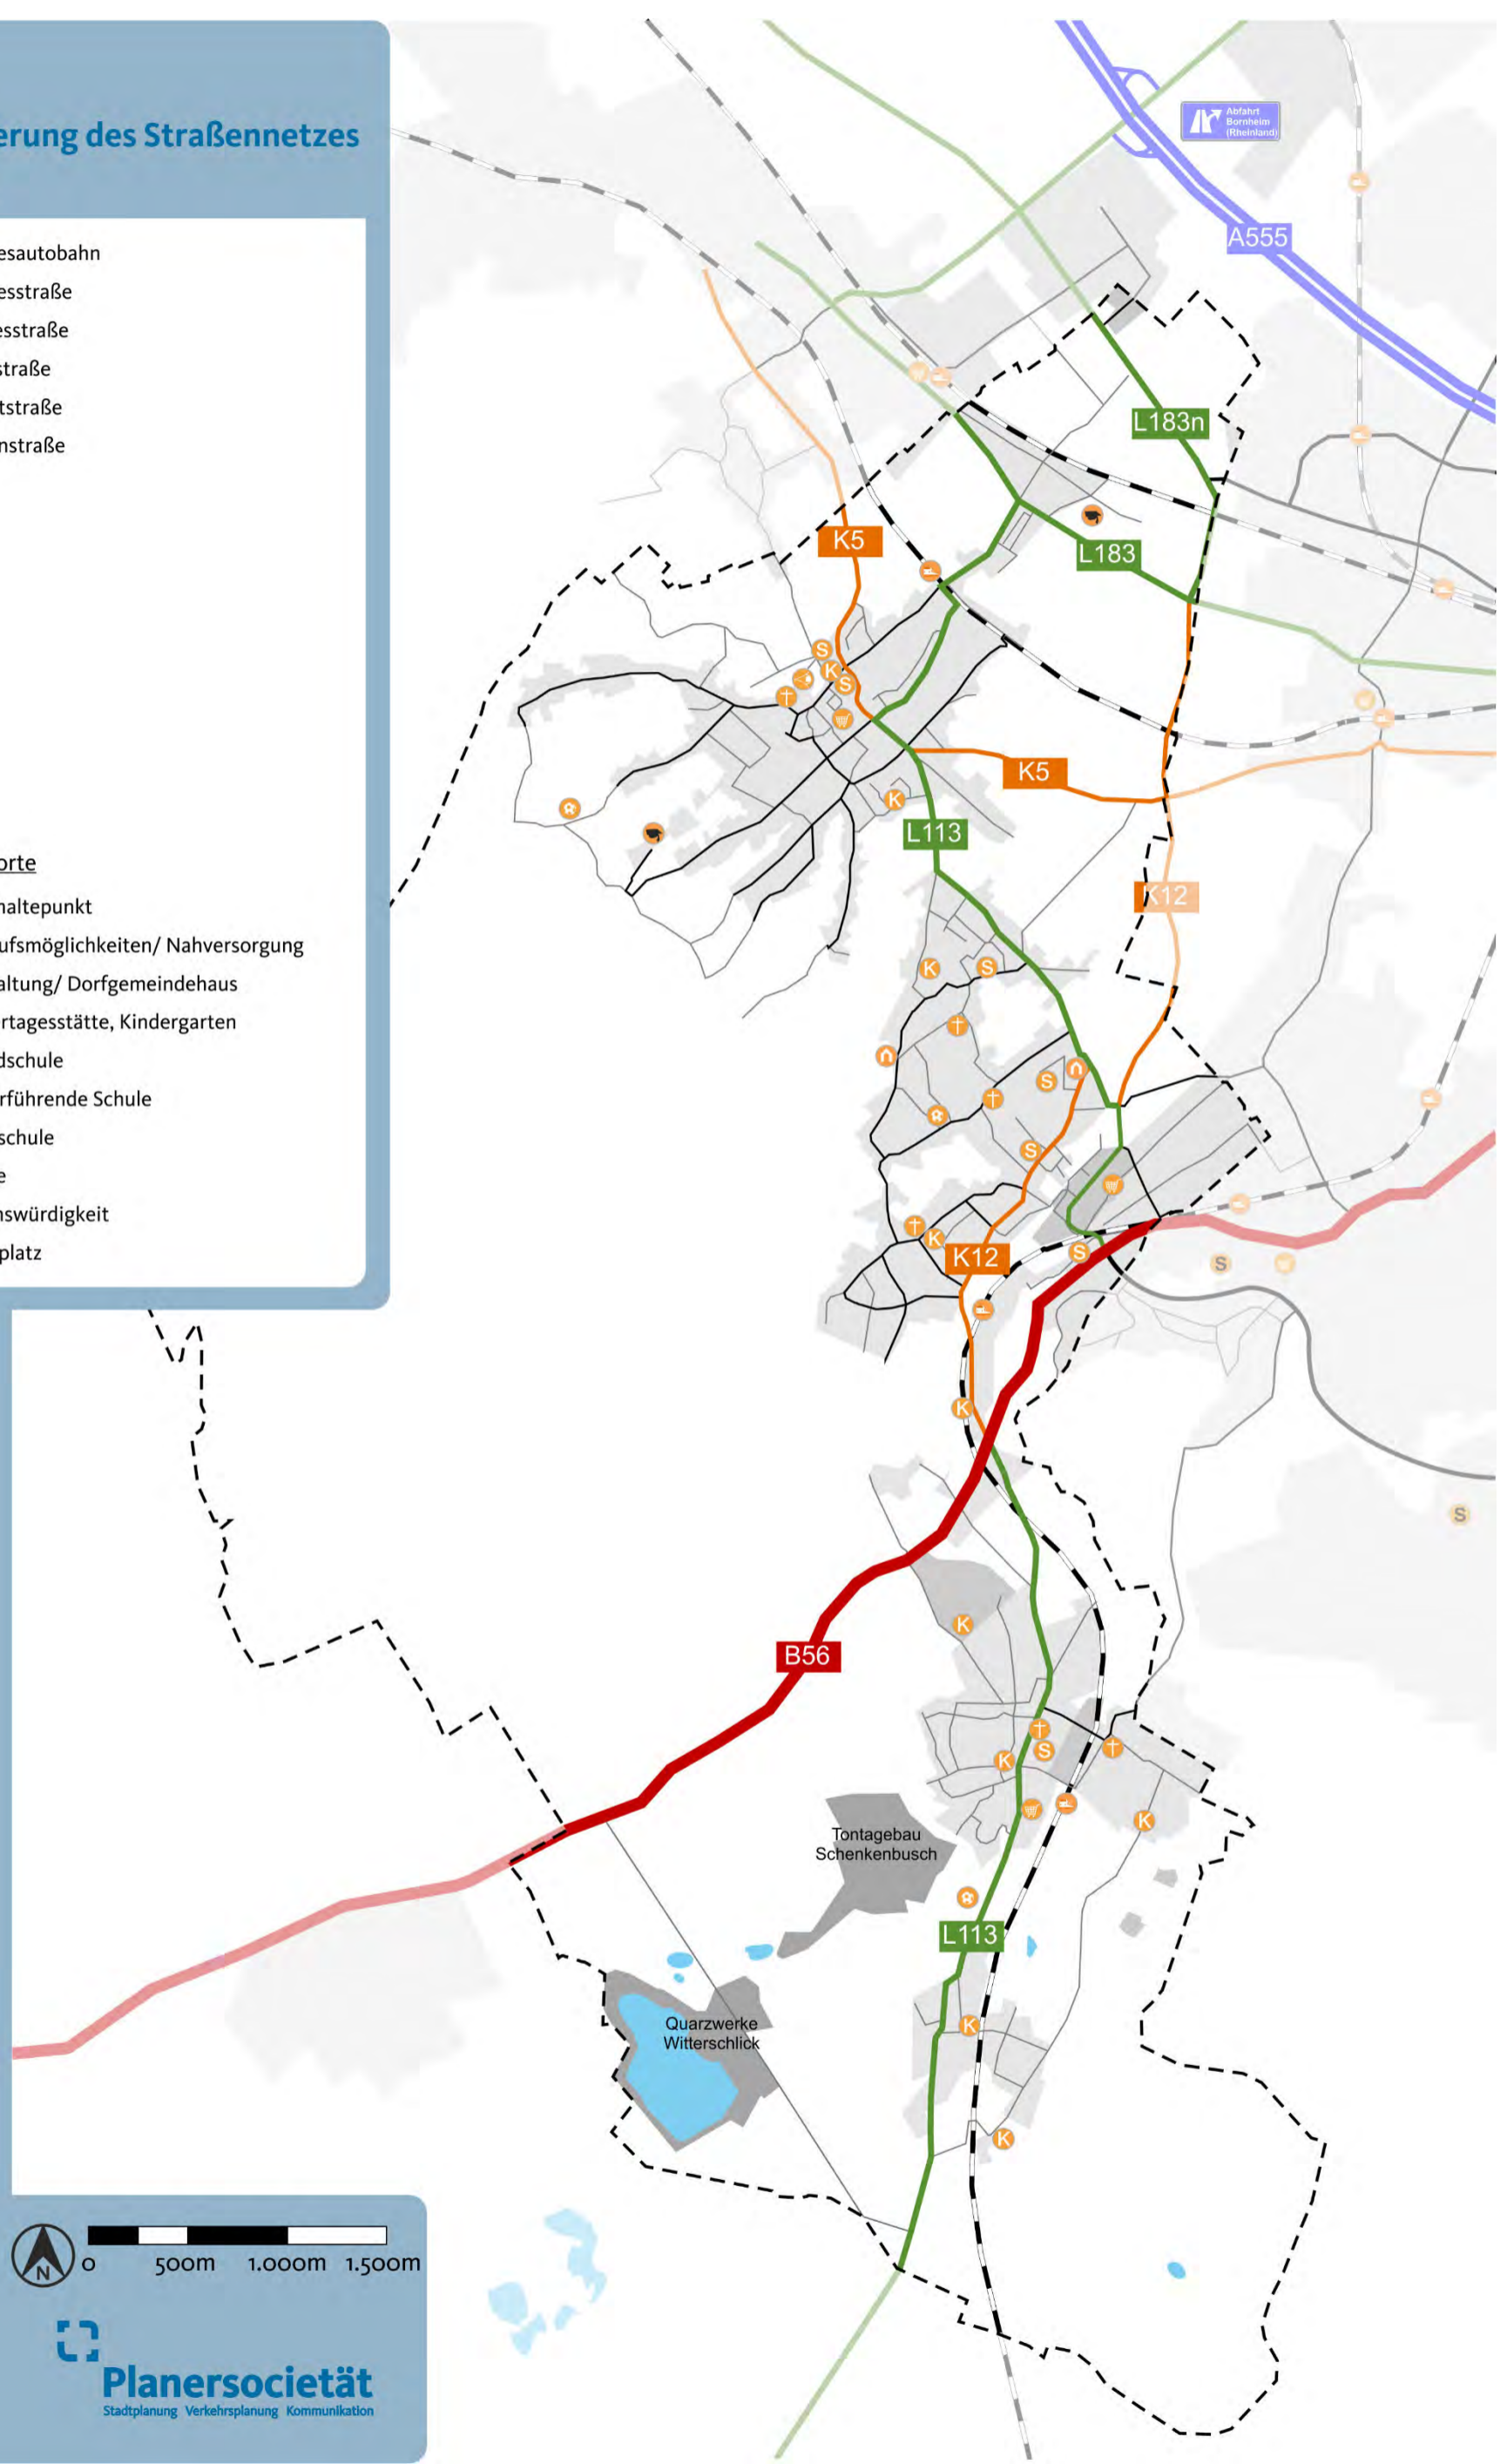 erung des Straßennetzes
esautobahn
esstraße
esstraße
straße
tstraße
nstraße
orte
haltepunkt
ufsmöglichkeiten/ Nahversorgung
altung/ Dorfgemeindehaus
rtagesstätte, Kindergarten
dschule
rführende Schule
schule
e
nswürdigkeit
platz
Abfahrt
Bornheim
(Rheinland)
A555
L183n
K5
L183
S
K
S
K5
K
L113
K12
K
S
S
S
K
K12
S
S
K
S
K
B56
S
K
K
Tontagebau
Schenkenbusch
L113
Quarzwerke
Witterschlick
K
K
N
0 500m 1.000m 1.500m
Planersocietät
Stadtplanung Verkehrsplanung Kommunikation